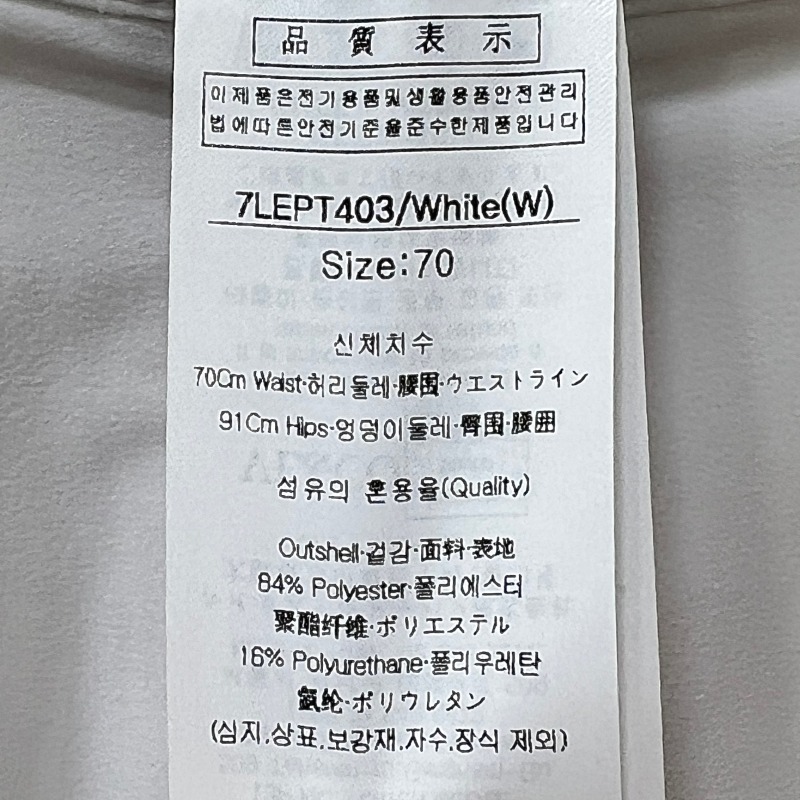 品 質 表 示
이제품은전기용품및생활용품안전관리
법에따른안전기준을준수한제품입니다
7LEPT403/White(W)
Size:70
신체치수
70Cm Waist·허리둘레·腰围·ウエストライン
91Cm Hips·엉덩이둘레·臀围·腰囲
섬유의 혼용율(Quality)
Outshell·겉감·面料·表地
84% Polyester·폴리에스터
聚酯纤维·ポリエステル
16% Polyurethane·폴리우레탄
氨纶·ポリウレタン
(심지.상표.보강재.자수.장식 제외)